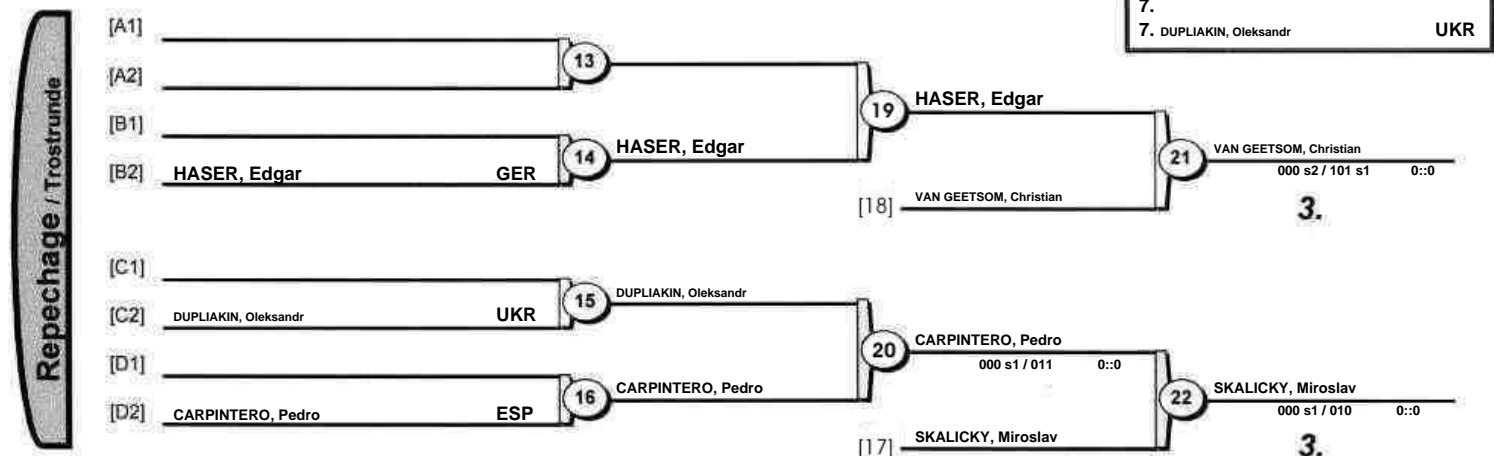 7.
7. DUPLIAKIN, Oleksandr UKR
Repechage / Trostrunde
[A1]
[A2]
13
[B1]
[B2] HASER, Edgar GER
14 HASER, Edgar
19 HASER, Edgar
[18] VAN GEETSOM, Christian
21 VAN GEETSOM, Christian
000 s2 / 101 s1 0::0
3.
[C1]
[C2] DUPLIAKIN, Oleksandr UKR
15 DUPLIAKIN, Oleksandr
[D1]
[D2] CARPINTERO, Pedro ESP
16 CARPINTERO, Pedro
20 CARPINTERO, Pedro
000 s1 / 011 0::0
[17] SKALICKY, Miroslav
22 SKALICKY, Miroslav
000 s1 / 010 0::0
3.